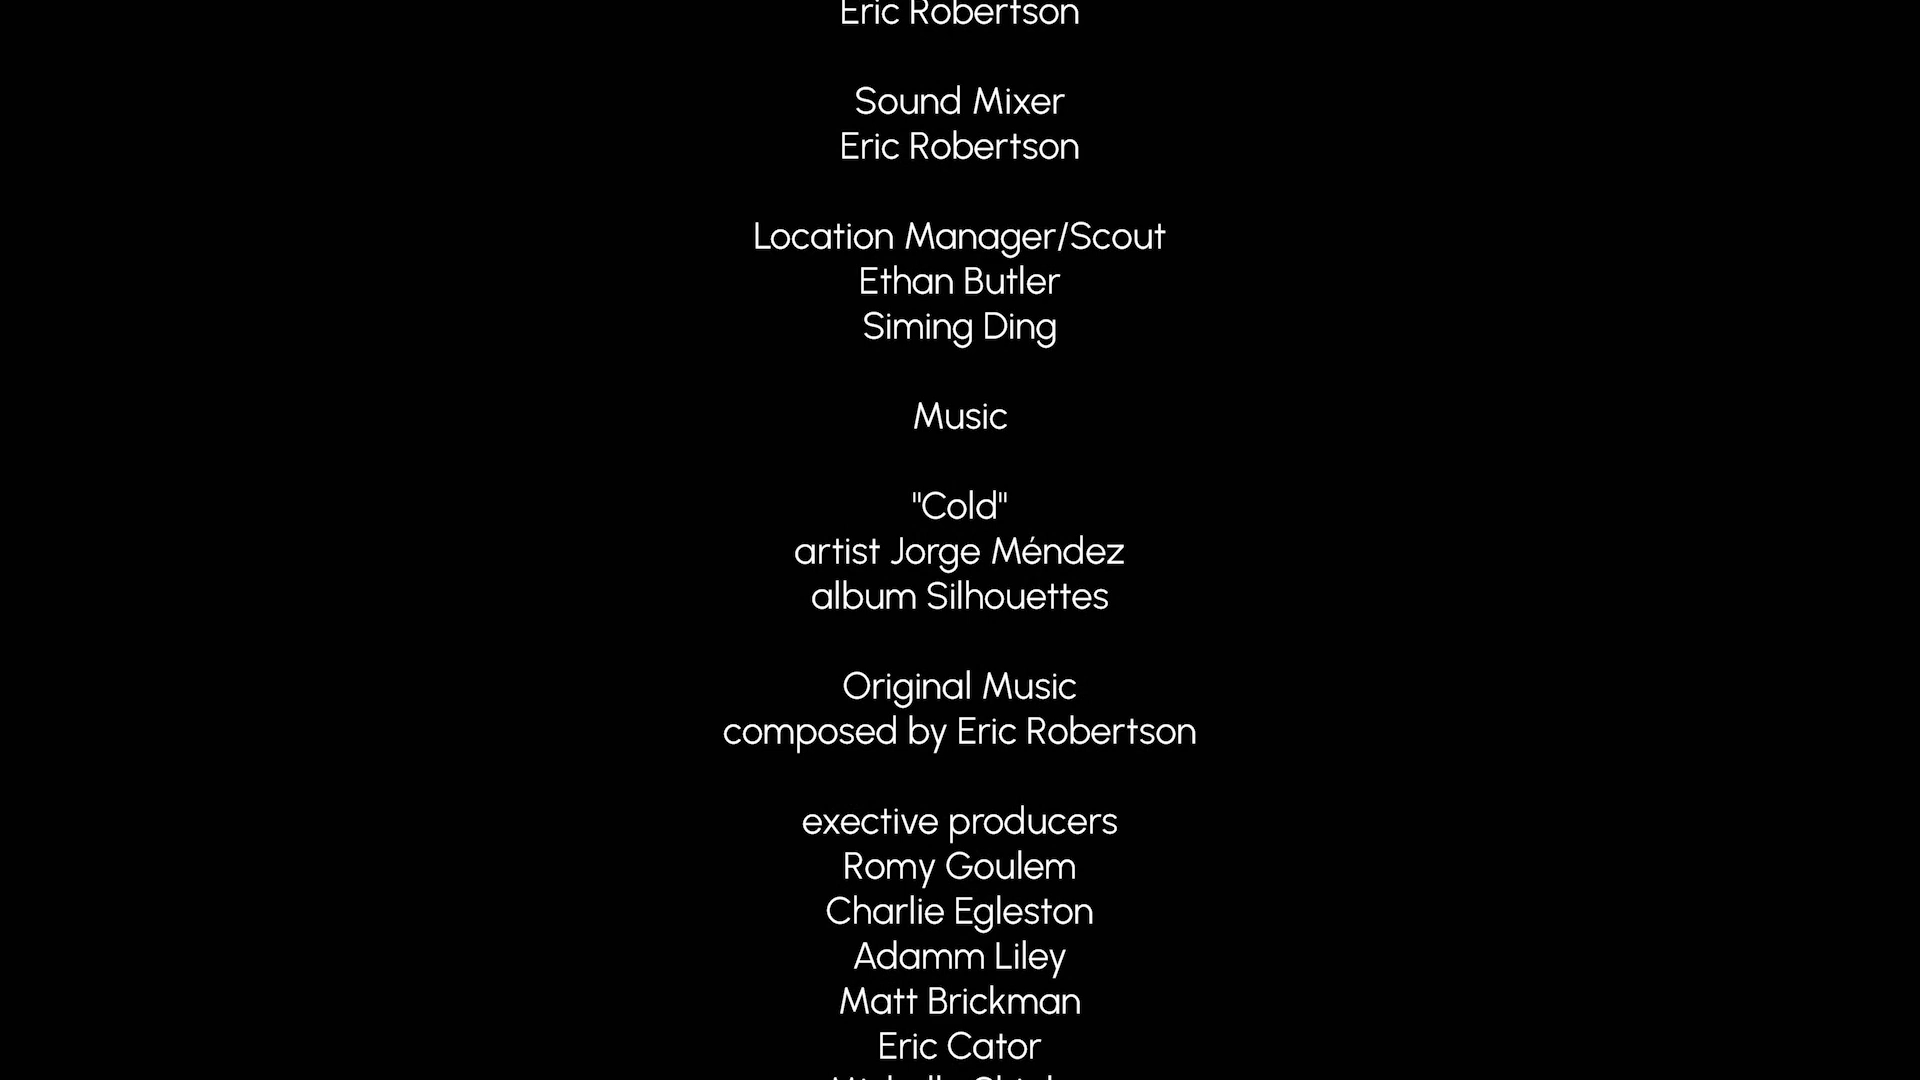 Eric Robertson
Sound Mixer
Eric Robertson
Location Manager/Scout
Ethan Butler
Siming Ding
Music
"Cold"
artist Jorge Méndez
album Silhouettes
Original Music
composed by Eric Robertson
exective producers
Romy Goulem
Charlie Egleston
Adamm Liley
Matt Brickman
Eric Cator